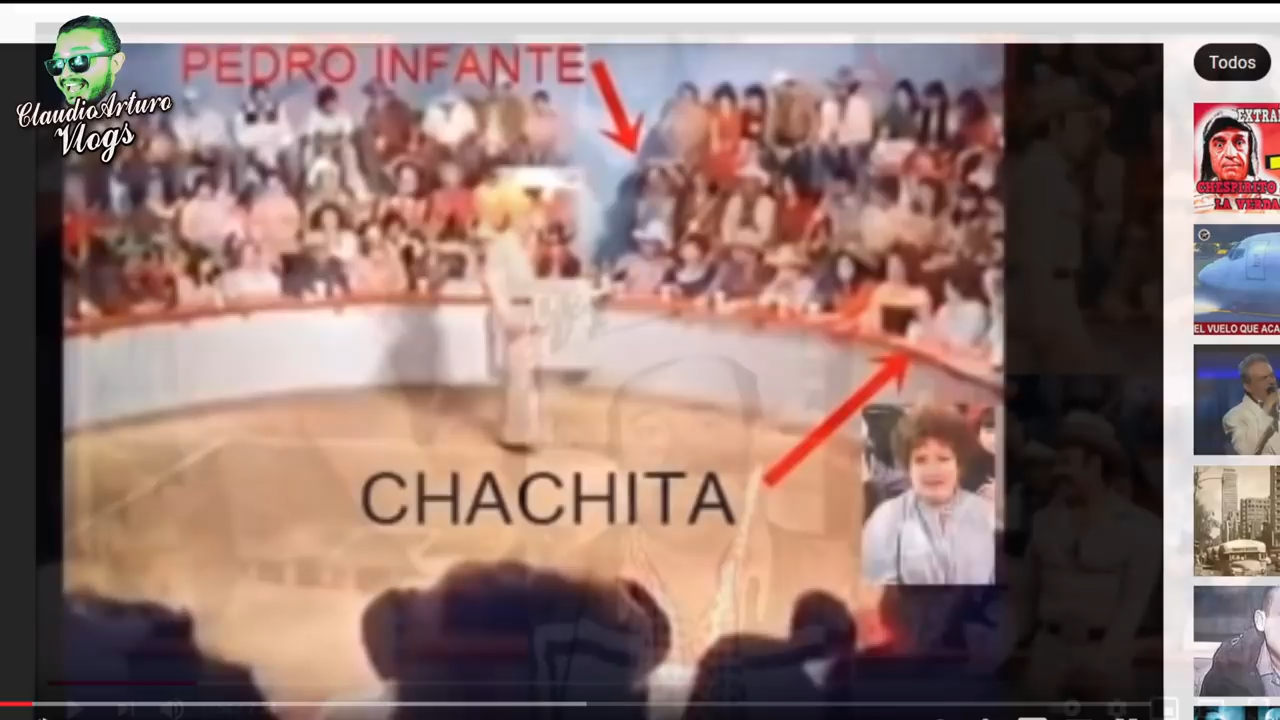 PEDRO INFANTE
ClaudioArturo
Vlogs
CHACHITA
Todos
EXTRA
CHESPIRITO
LA VERDA
EL VUELO QUE ACA